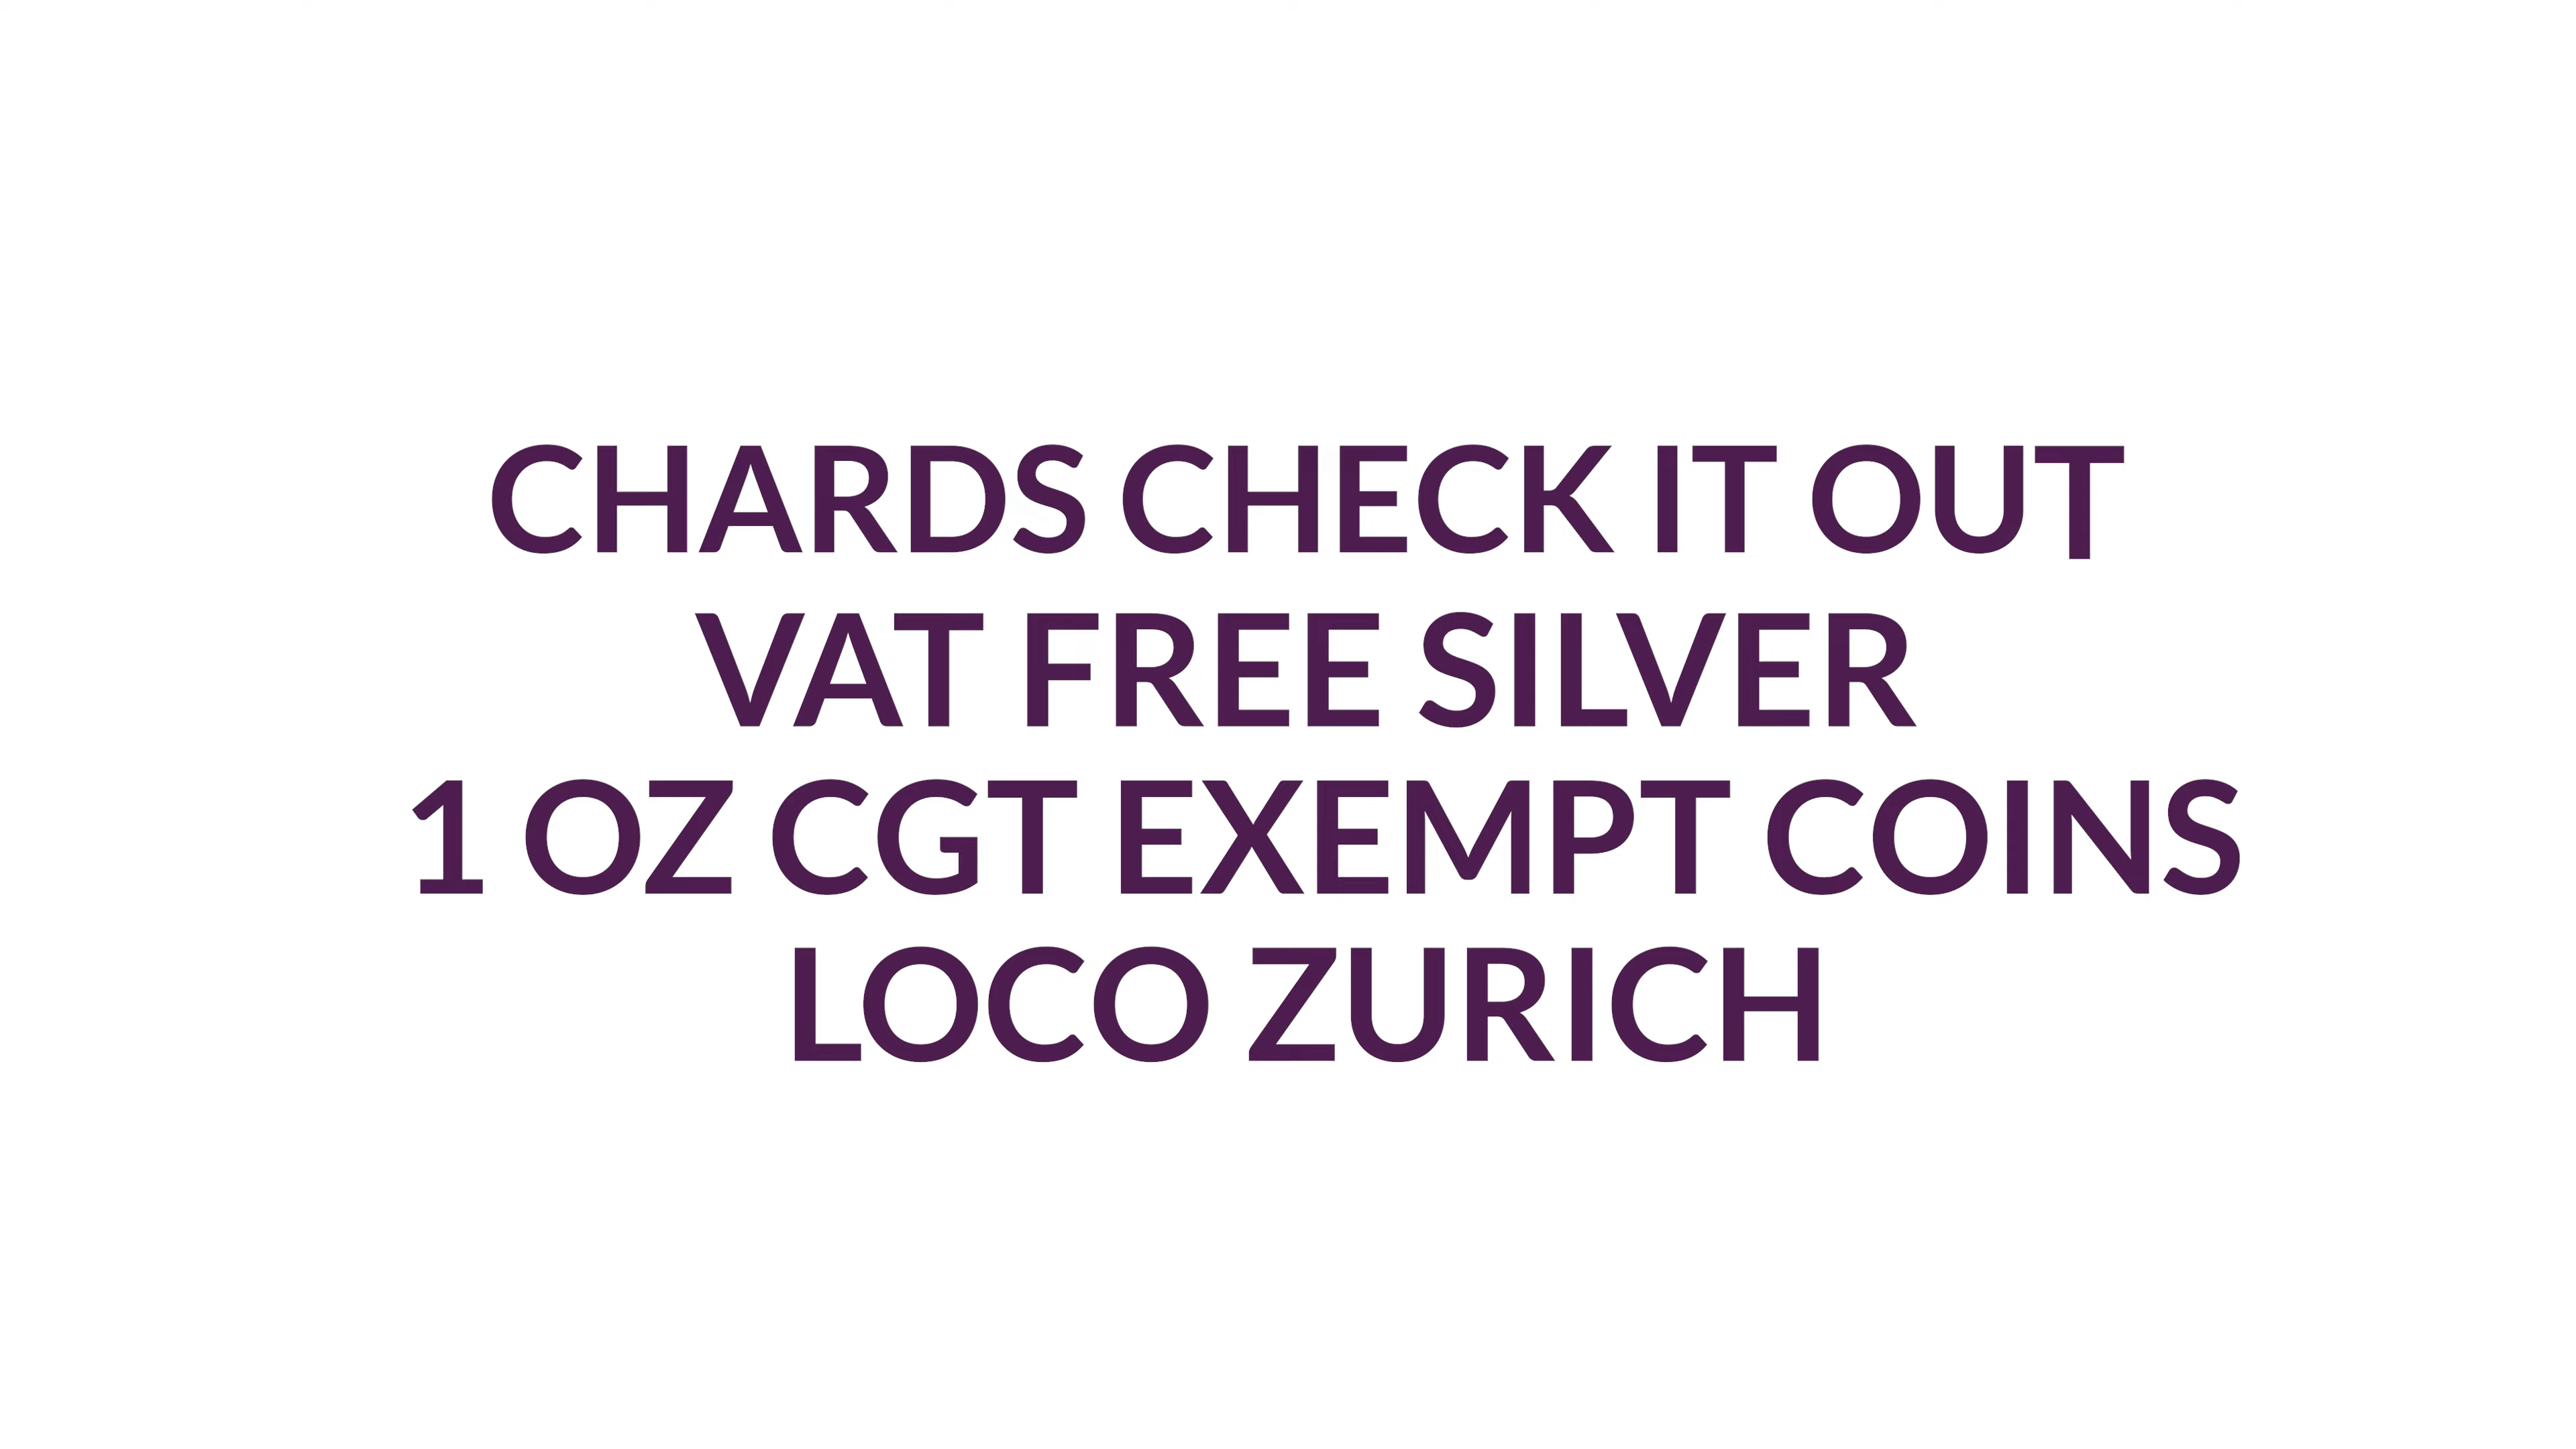 CHARDS CHECK IT OUT
VAT FREE SILVER
1 OZ CGT EXEMPT COINS
LOCO ZURICH